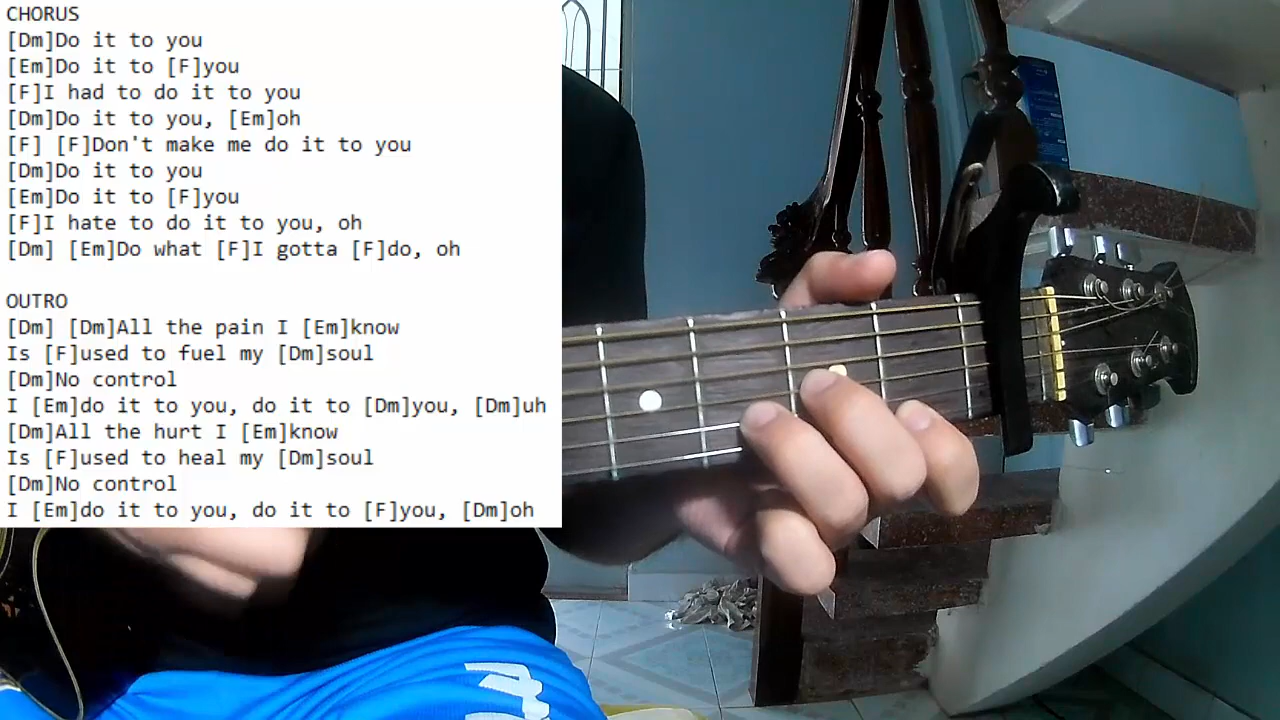 CHORUS
[Dm]Do it to you
[Em]Do it to [F]you
[F]I had to do it to you
[Dm]Do it to you, [Em]oh
[F] [F]Don't make me do it to you
[Dm]Do it to you
[Em]Do it to [F]you
[F]I hate to do it to you, oh
[Dm] [Em]Do what [F]I gotta [F]do, oh
OUTRO
[Dm] [Dm]All the pain I [Em]know
Is [F]used to fuel my [Dm]soul
[Dm]No control
I [Em]do it to you, do it to [Dm]you, [Dm]uh
[Dm]All the hurt I [Em]know
Is [F]used to heal my [Dm]soul
[Dm]No control
I [Em]do it to you, do it to [F]you, [Dm]oh